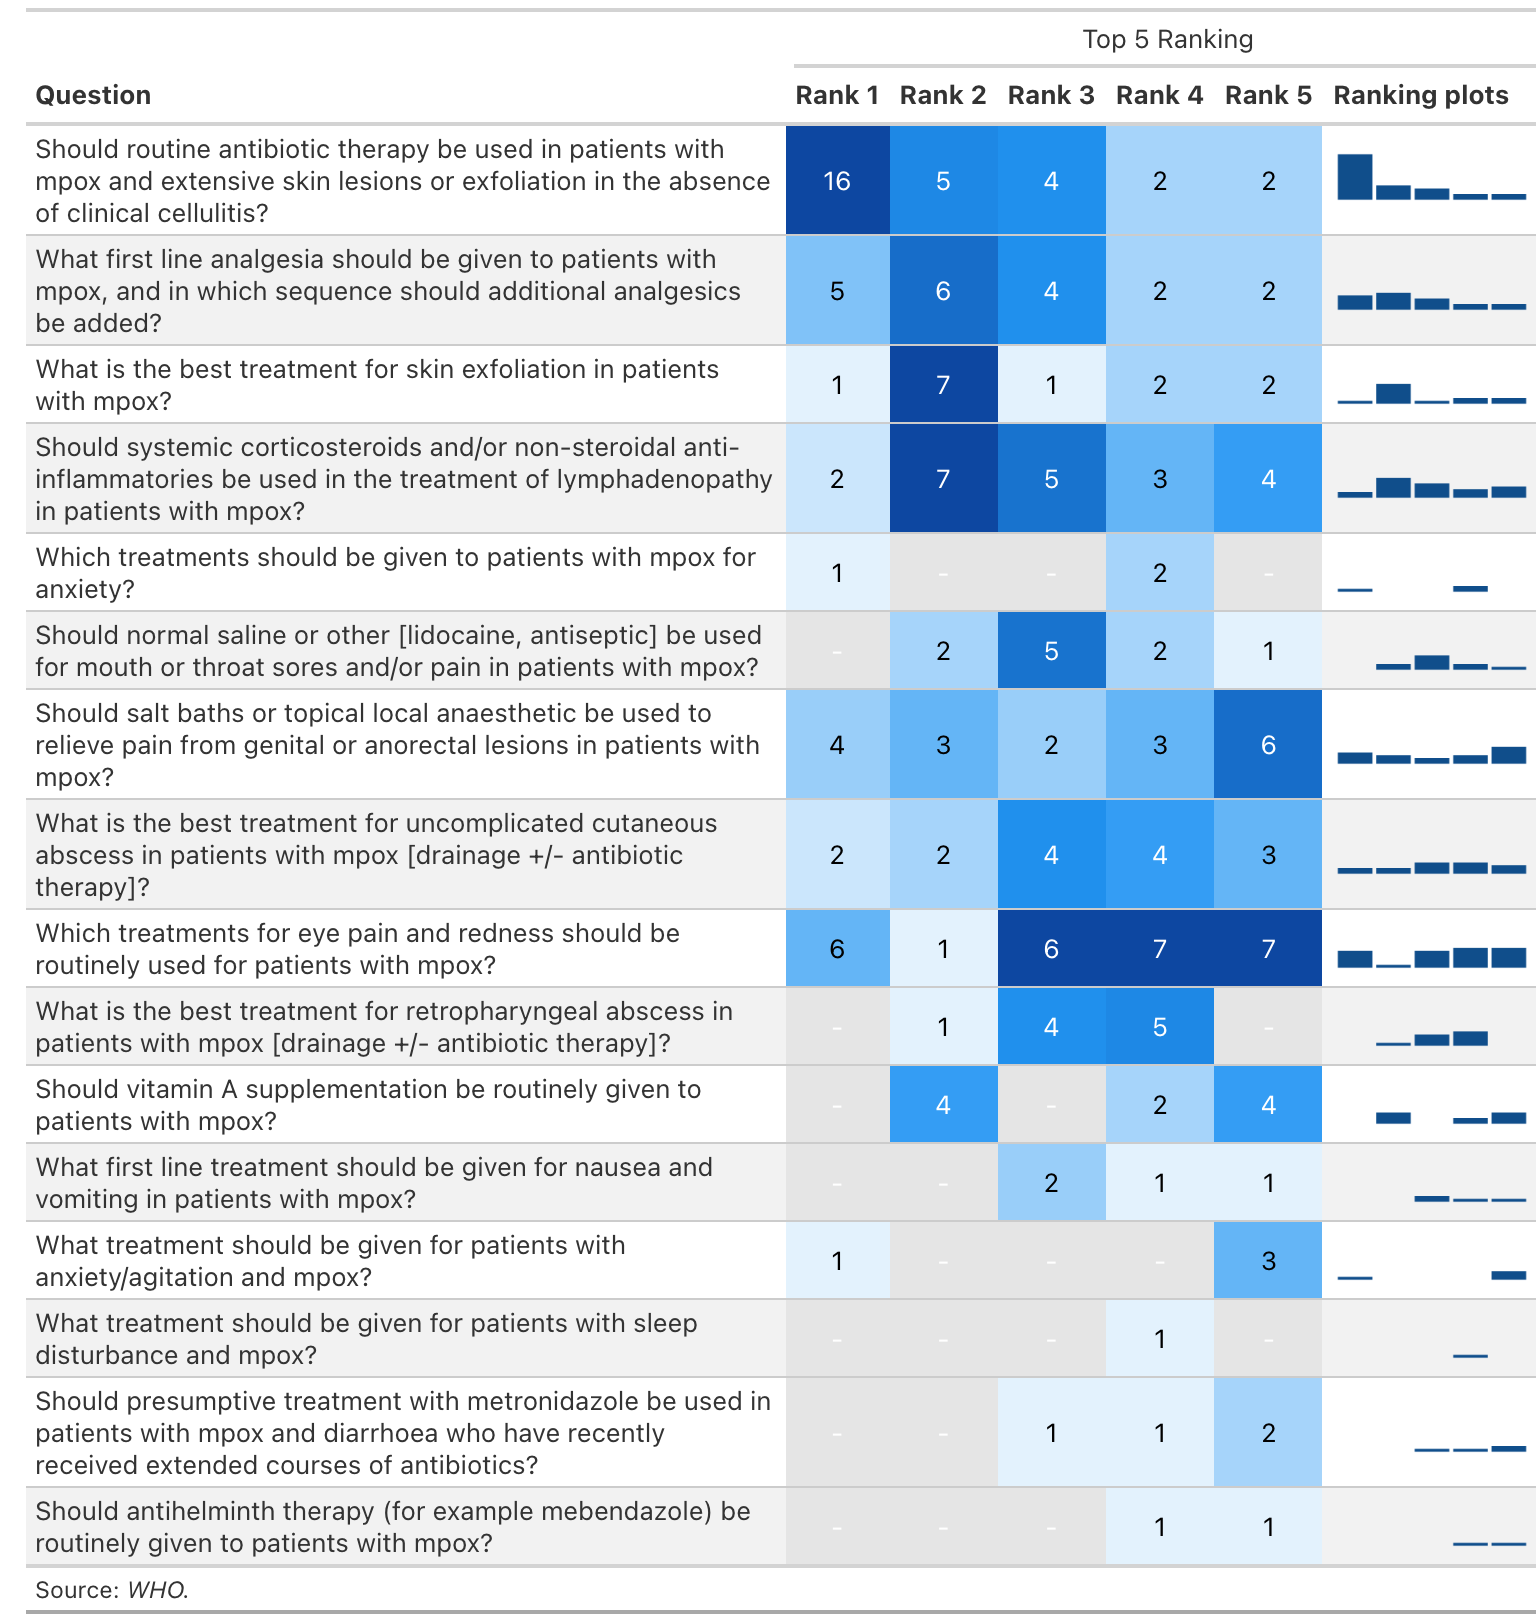 Top 5 Ranking
Question Rank 1 Rank 2 Rank 3 Rank 4 Rank 5 Ranking plots
Should routine antibiotic therapy be used in patients with
mpox and extensive skin lesions or exfoliation in the absence
of clinical cellulitis?
16 5 4 2 2
What first line analgesia should be given to patients with
mpox, and in which sequence should additional analgesics
be added?
5 6 4 2 2
What is the best treatment for skin exfoliation in patients
with mpox?
1 7 1 2 2
Should systemic corticosteroids and/or non-steroidal anti-
inflammatories be used in the treatment of lymphadenopathy
in patients with mpox?
2 7 5 3 4
Which treatments should be given to patients with mpox for
anxiety?
1 - - 2 -
Should normal saline or other [lidocaine, antiseptic] be used
for mouth or throat sores and/or pain in patients with mpox?
- 2 5 2 1
Should salt baths or topical local anaesthetic be used to
relieve pain from genital or anorectal lesions in patients with
mpox?
4 3 2 3 6
What is the best treatment for uncomplicated cutaneous
abscess in patients with mpox [drainage +/- antibiotic
therapy]?
2 2 4 4 3
Which treatments for eye pain and redness should be
routinely used for patients with mpox?
6 1 6 7 7
What is the best treatment for retropharyngeal abscess in
patients with mpox [drainage +/- antibiotic therapy]?
- 1 4 5 -
Should vitamin A supplementation be routinely given to
patients with mpox?
- 4 - 2 4
What first line treatment should be given for nausea and
vomiting in patients with mpox?
- - 2 1 1
What treatment should be given for patients with
anxiety/agitation and mpox?
1 - - - 3
What treatment should be given for patients with sleep
disturbance and mpox?
- - - 1 -
Should presumptive treatment with metronidazole be used in
patients with mpox and diarrhoea who have recently
received extended courses of antibiotics?
- - 1 1 2
Should antihelminth therapy (for example mebendazole) be
routinely given to patients with mpox?
- - - 1 1
Source: WHO.